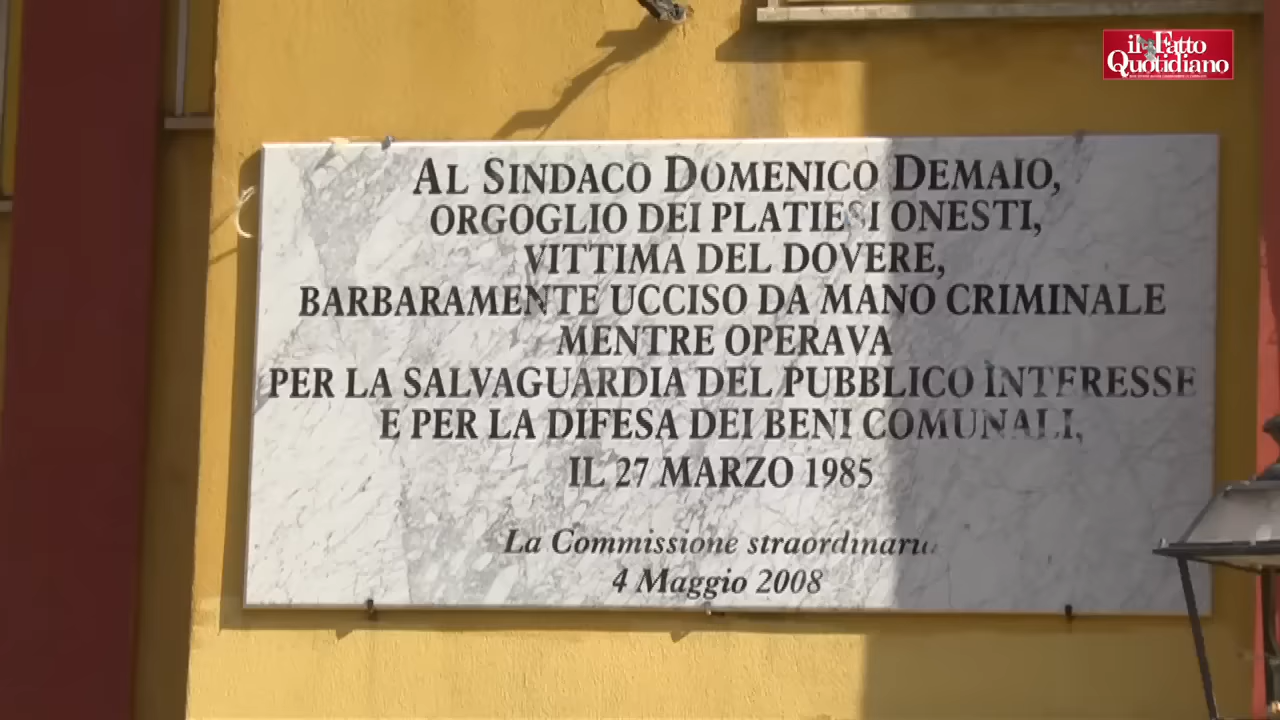 il Fatto
Quotidiano
AL SINDACO DOMENICO DEMAIO,
ORGOGLIO DEI PLATIESI ONESTI,
VITTIMA DEL DOVERE,
BARBARAMENTE UCCISO DA MANO CRIMINALE
MENTRE OPERAVA
PER LA SALVAGUARDIA DEL PUBBLICO INTERESSE
E PER LA DIFESA DEI BENI COMUNALI,
IL 27 MARZO 1985
La Commissione straordinaria
4 Maggio 2008